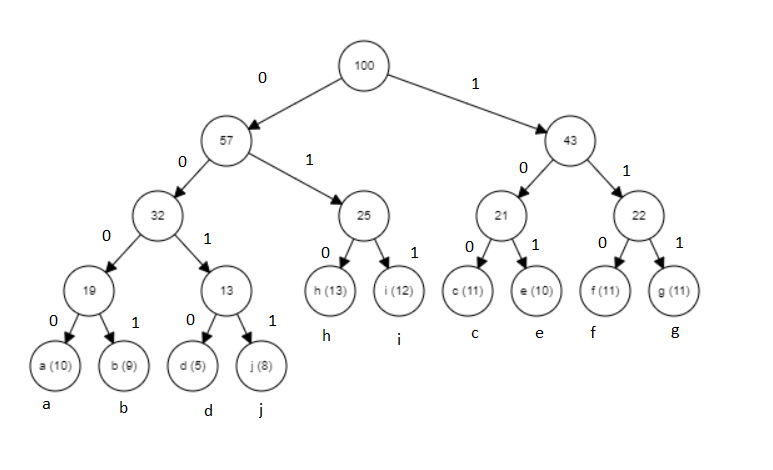 100
0 1
57 43
0 1 0 1
32 25 21 22
0 1 0 1 0 1 0 1
19 13 h (13) i (12) c (11) e (10) f (11) g (11)
0 1 0 1 h i c e f g
a (10) b (9) d (5) j (8)
a b d j